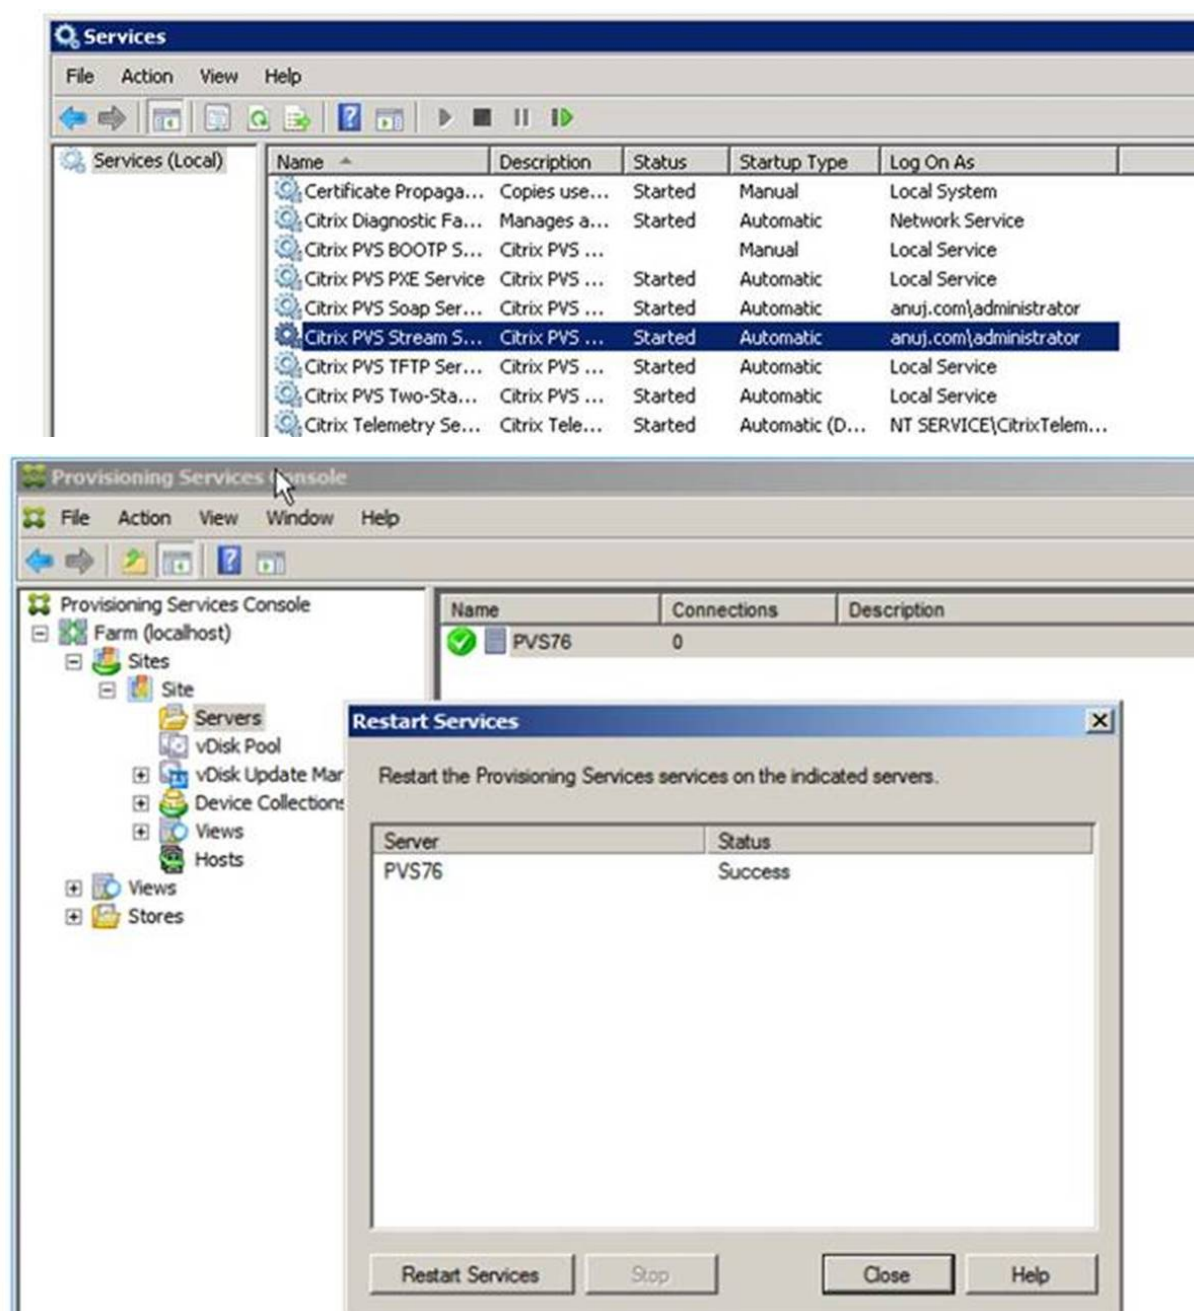 Services
File Action View Help
Services (Local)
Name Description Status Startup Type Log On As
Certificate Propaga... Copies use... Started Manual Local System
Citrix Diagnostic Fa... Manages a... Started Automatic Network Service
Citrix PVS BOOTP S... Citrix PVS ... Manual Local Service
Citrix PVS PXE Service Citrix PVS ... Started Automatic Local Service
Citrix PVS Soap Ser... Citrix PVS ... Started Automatic anuj.com\administrator
Citrix PVS Stream S... Citrix PVS ... Started Automatic anuj.com\administrator
Citrix PVS TFTP Ser... Citrix PVS ... Started Automatic Local Service
Citrix PVS Two-Sta... Citrix PVS ... Started Automatic Local Service
Citrix Telemetry Se... Citrix Tele... Started Automatic (D... NT SERVICE\CitrixTelem...
Provisioning Services Console
File Action View Window Help
Provisioning Services Console
Farm (localhost)
Sites
Site
Servers
vDisk Pool
vDisk Update Mar
Device Collections
Views
Hosts
Views
Stores
Name Connections Description
PVS76 0
Restart Services
Restart the Provisioning Services services on the indicated servers.
Server Status
PVS76 Success
Restart Services Stop Close Help